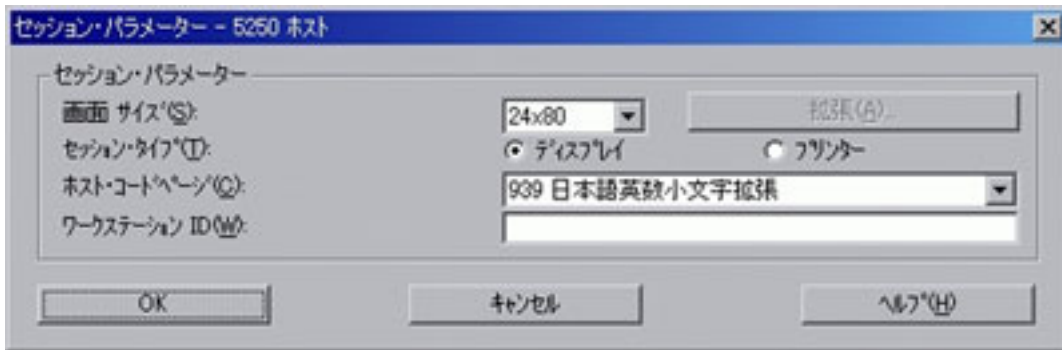 セッション・パラメーター - 5250 ホスト
セッション・パラメーター
画面 サイズ(S):
24x80
拡張(A)...
セッション・タイプ(T):
ディスプレイ
プリンター
ホスト・コードページ(C):
939 日本語英数小文字拡張
ワークステーション ID(W):
OK
キャンセル
ヘルプ(H)